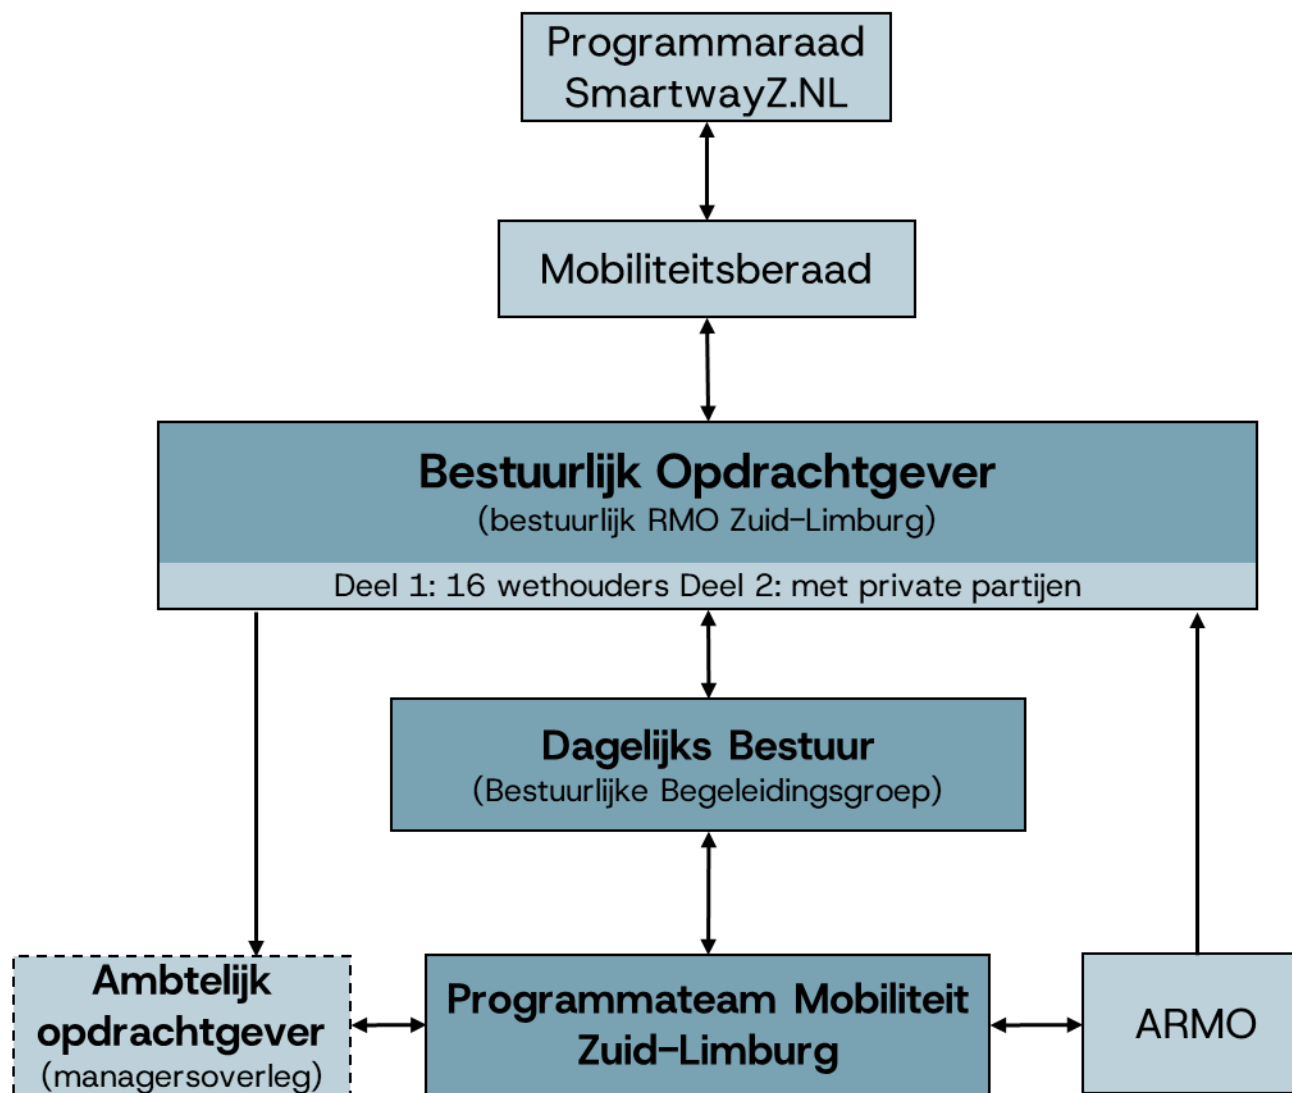 Programmaraad
SmartwayZ.NL
Mobiliteitsberaad
Bestuurlijk Opdrachtgever
(bestuurlijk RMO Zuid-Limburg)
Deel 1: 16 wethouders Deel 2: met private partijen
Dagelijks Bestuur
(Bestuurlijke Begeleidingsgroep)
Ambtelijk
opdrachtgever
(managersoverleg)
Programmateam Mobiliteit
Zuid-Limburg
ARMO